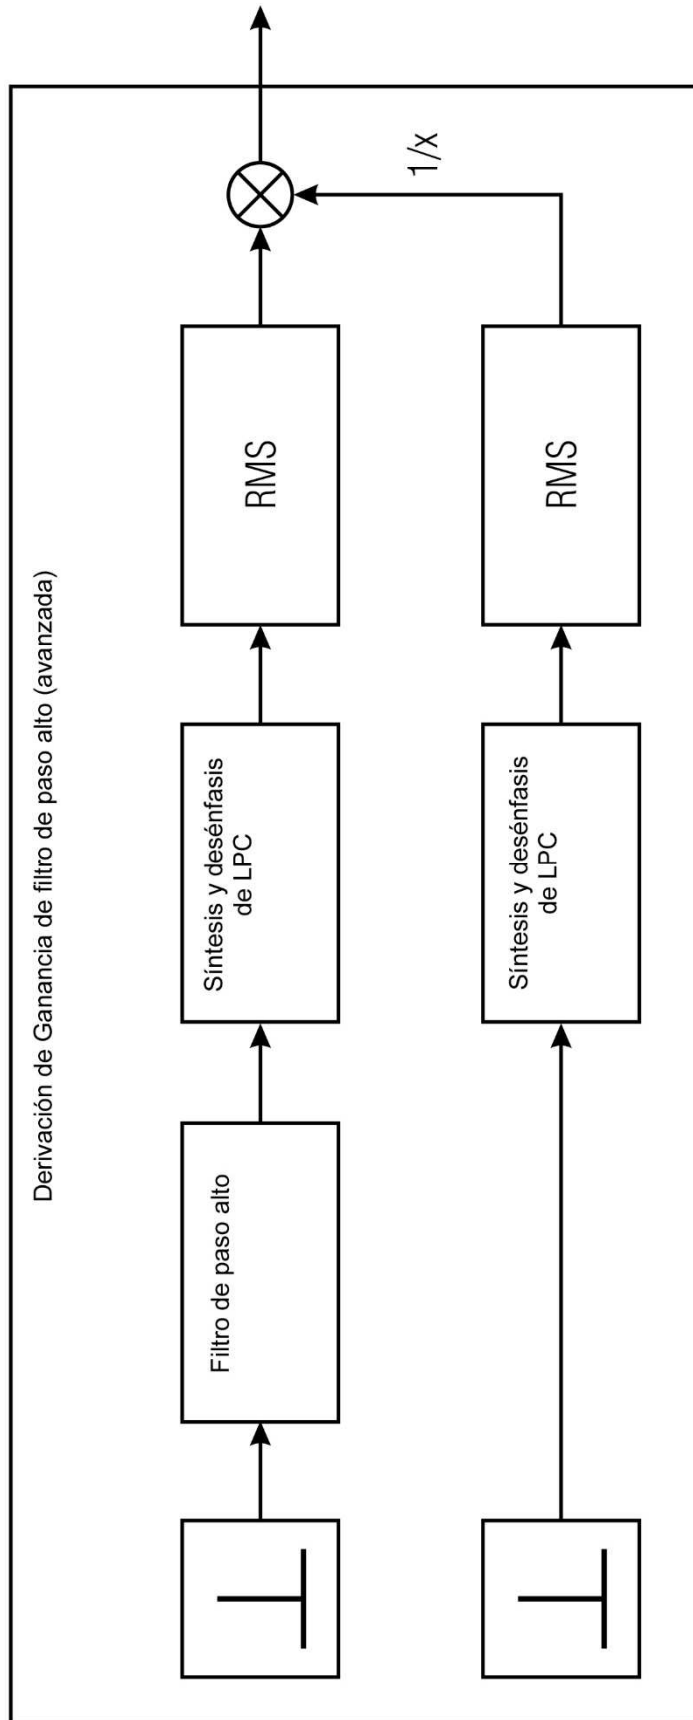 Derivación de Ganancia de filtro de paso alto (avanzada)
Filtro de paso alto
Síntesis y desénfasis
de LPC
RMS
1/x
Síntesis y desénfasis
de LPC
RMS